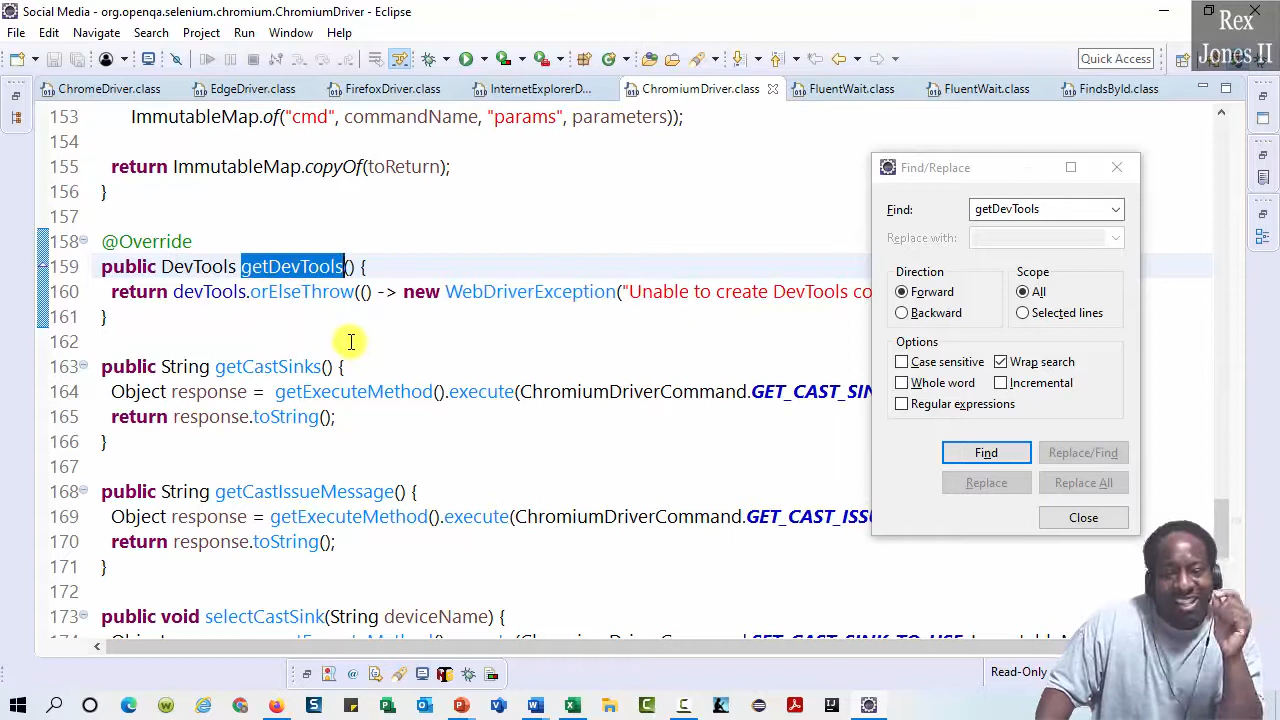 Social Media - org.openqa.selenium.chromium.ChromiumDriver - Eclipse
Rex
Jones II
File Edit Navigate Search Project Run Window Help
Quick Access
ChromeDriver.class EdgeDriver.class FirefoxDriver.class InternetExplorerD... ChromiumDriver.class FluentWait.class FluentWait.class FindsById.class
153 ImmutableMap.of("cmd", commandName, "params", parameters));
154
155 return ImmutableMap.copyOf(toReturn);
156 }
157
158 @Override
159 public DevTools getDevTools() {
160 return devTools.orElseThrow(() -> new WebDriverException("Unable to create DevTools co
161 }
162
163 public String getCastSinks() {
164 Object response = getExecuteMethod().execute(ChromiumDriverCommand.GET_CAST_SIN
165 return response.toString();
166 }
167
168 public String getCastIssueMessage() {
169 Object response = getExecuteMethod().execute(ChromiumDriverCommand.GET_CAST_ISSU
170 return response.toString();
171 }
172
173 public void selectCastSink(String deviceName) {
Find/Replace
Find: getDevTools
Replace with:
Direction
Forward
Backward
Scope
All
Selected lines
Options
Case sensitive Wrap search
Whole word Incremental
Regular expressions
Find Replace/Find
Replace Replace All
Close
Read-Only